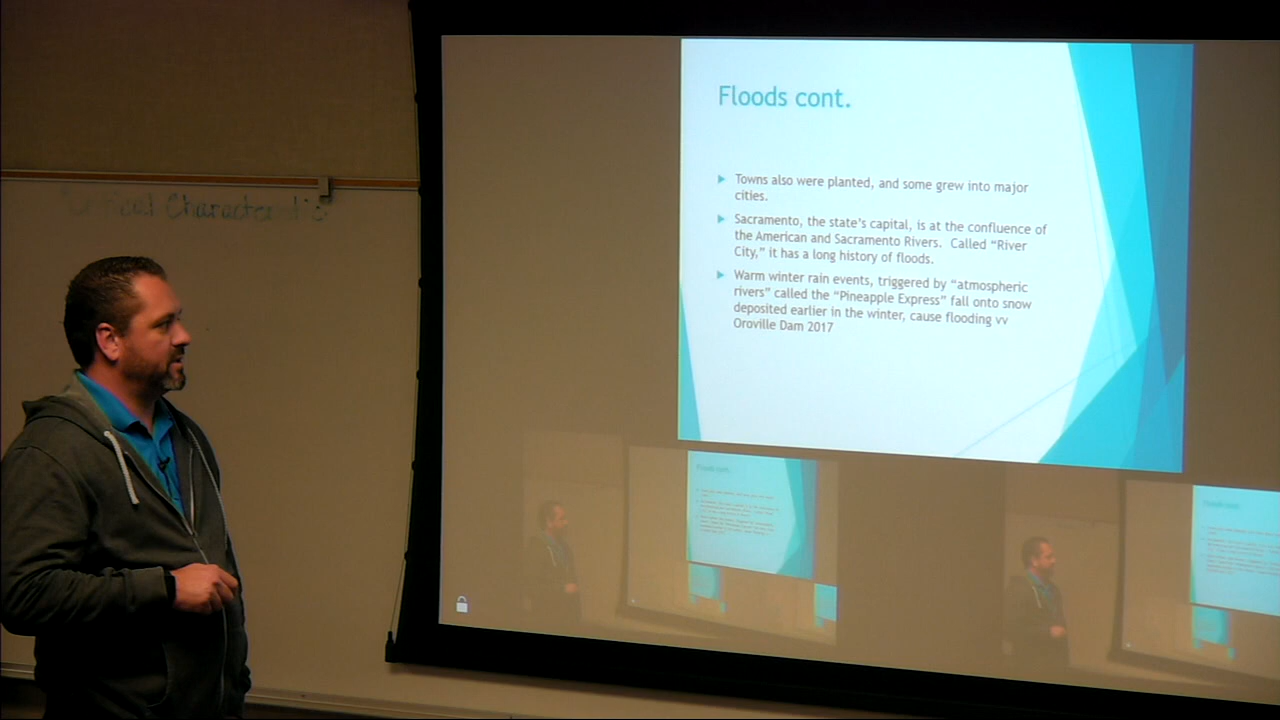 Floods cont.
Towns also were planted, and some grew into major
cities.
Sacramento, the state's capital, is at the confluence of
the American and Sacramento Rivers.  Called "River
City," it has a long history of floods.
Warm winter rain events, triggered by "atmospheric
rivers" called the "Pineapple Express" fall onto snow
deposited earlier in the winter, cause flooding vv
Oroville Dam 2017
Floods cont.